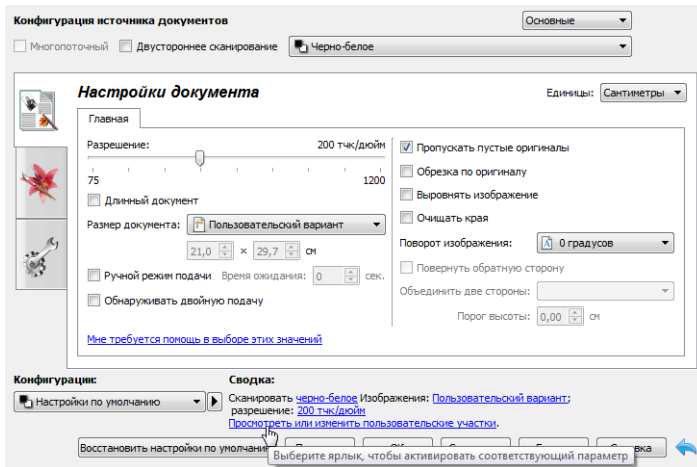 Конфигурация источника документов
Основные
Многопоточный
Двустороннее сканирование
Черно-белое
Настройки документа
Единицы:
Сантиметры
Главная
Разрешение:
200 тчк/дюйм
75
1200
Длинный документ
Размер документа:
Пользовательский вариант
21,0 × 29,7 см
Ручной режим подачи
Время ожидания: 0 сек.
Обнаруживать двойную подачу
Мне требуется помощь в выборе этих значений
Пропускать пустые оригиналы
Обрезка по оригиналу
Выровнять изображение
Очищать края
Поворот изображения:
0 градусов
Повернуть обратную сторону
Объединить две стороны:
Порог высоты: 0,00 см
Конфигурации:
Настройки по умолчанию
Сводка:
Сканировать черно-белое Изображения: Пользовательский вариант;
разрешение: 200 тчк/дюйм
Просмотреть или изменить пользовательские участки.
Восстановить настройки по умолчанию
Выберите ярлык, чтобы активировать соответствующий параметр